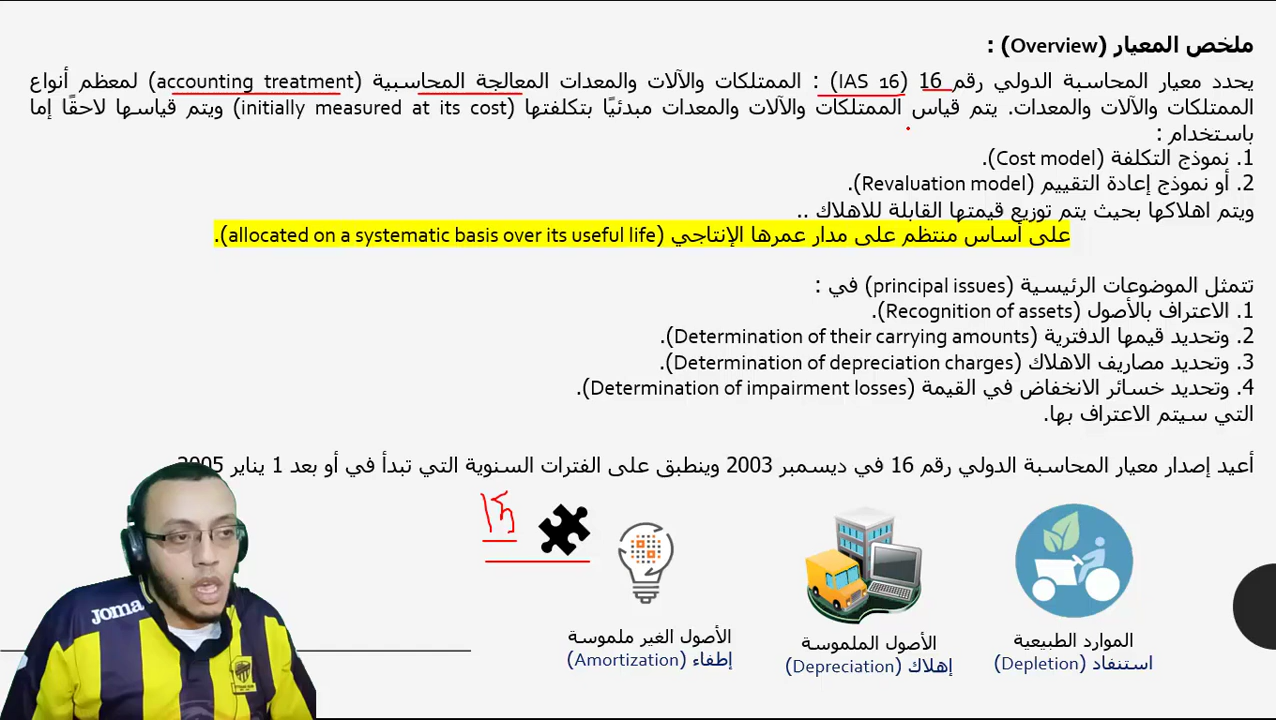 ملخص المعيار (Overview) :
يحدد معيار المحاسبة الدولي رقم 16 (IAS 16) : الممتلكات والآلات والمعدات المعالجة المحاسبية (accounting treatment) لمعظم أنواع
الممتلكات والآلات والمعدات. يتم قياس الممتلكات والآلات والمعدات مبدئيًا بتكلفتها (initially measured at its cost) ويتم قياسها لاحقًا إما
باستخدام :
1. نموذج التكلفة (Cost model).
2. أو نموذج إعادة التقييم (Revaluation model).
ويتم اهلاكها بحيث يتم توزيع قيمتها القابلة للاهلاك ..
على أساس منتظم على مدار عمرها الإنتاجي (allocated on a systematic basis over its useful life).
تتمثل الموضوعات الرئيسية (principal issues) في :
1. الاعتراف بالأصول (Recognition of assets).
2. وتحديد قيمها الدفترية (Determination of their carrying amounts).
3. وتحديد مصاريف الاهلاك (Determination of depreciation charges).
4. وتحديد خسائر الانخفاض في القيمة (Determination of impairment losses).
التي سيتم الاعتراف بها.
أعيد إصدار معيار المحاسبة الدولي رقم 16 في ديسمبر 2003 وينطبق على الفترات السنوية التي تبدأ في أو بعد 1 يناير 2005
الموارد الطبيعية
استنفاد (Depletion)
الأصول الملموسة
إهلاك (Depreciation)
الأصول الغير ملموسة
إطفاء (Amortization)
Joma